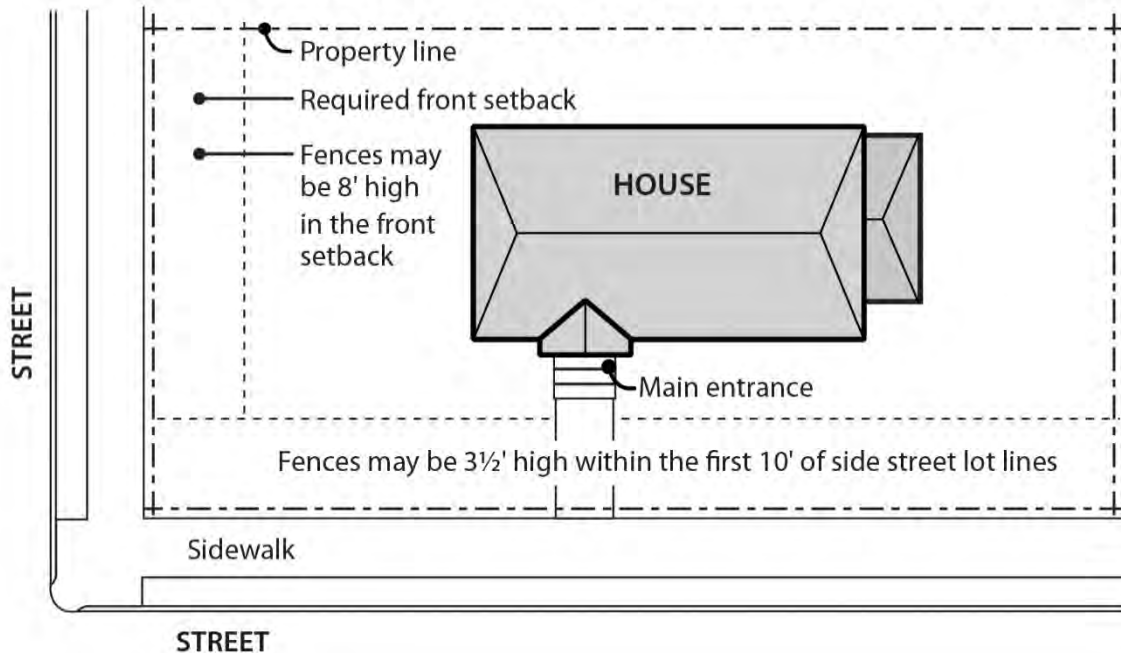 Property line
Required front setback
Fences may
be 8' high
in the front
setback
HOUSE
STREET
Main entrance
Fences may be 3½' high within the first 10' of side street lot lines
Sidewalk
STREET